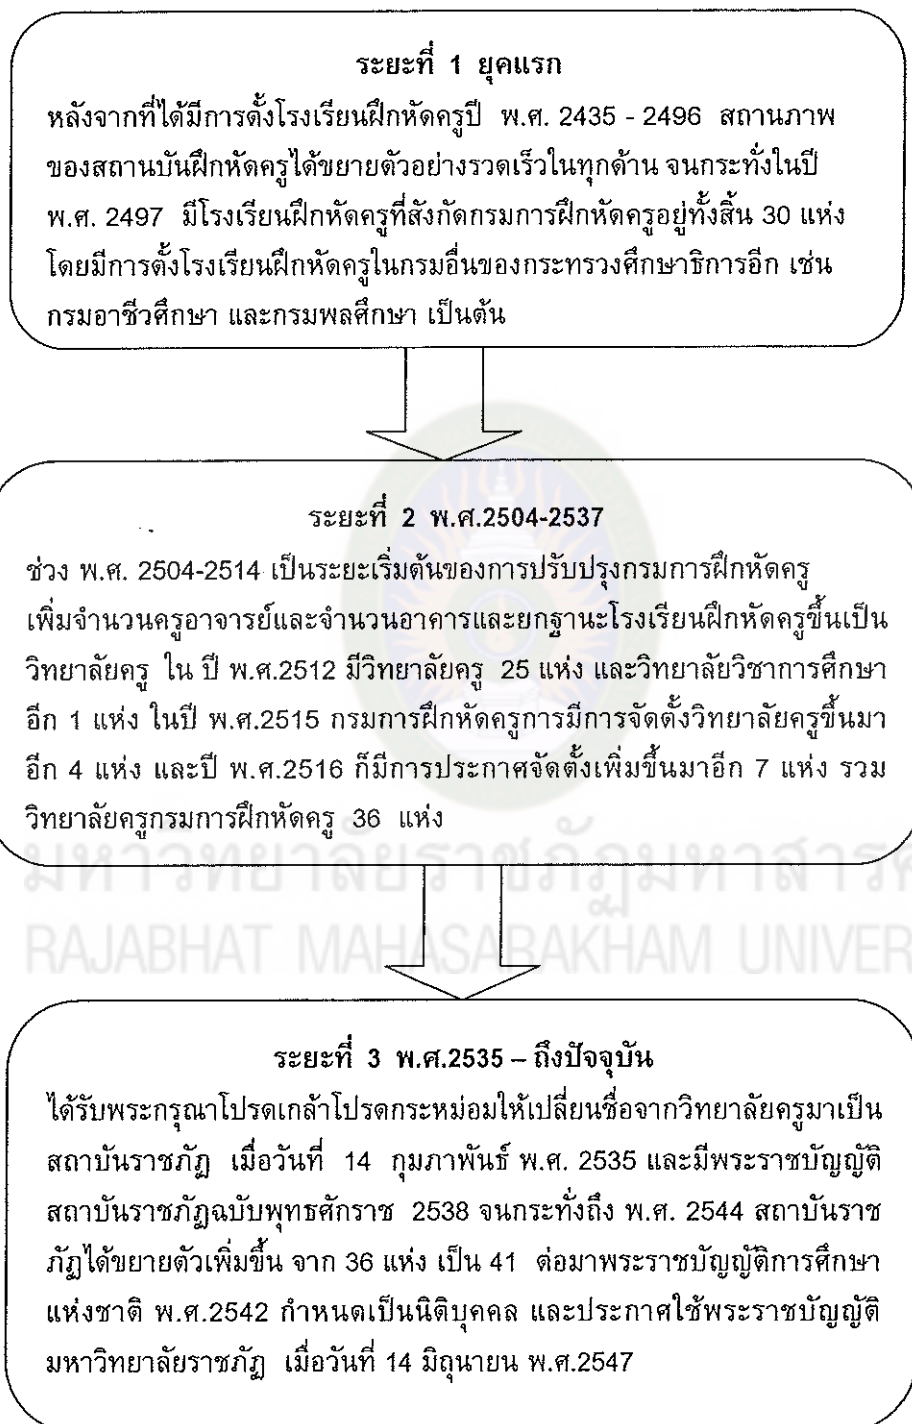 ระยะที่ 1 ยุคแรก
หลังจากที่ได้มีการตั้งโรงเรียนฝึกหัดครูปี พ.ศ. 2435 - 2496 สถานภาพ
ของสถานบันฝึกหัดครูได้ขยายตัวอย่างรวดเร็วในทุกด้าน จนกระทั่งในปี
พ.ศ. 2497 มีโรงเรียนฝึกหัดครูที่สังกัดกรมการฝึกหัดครูอยู่ทั้งสิ้น 30 แห่ง
โดยมีการตั้งโรงเรียนฝึกหัดครูในกรมอื่นของกระทรวงศึกษาธิการอีก เช่น
กรมอาชีวศึกษา และกรมพลศึกษา เป็นต้น
ระยะที่ 2 พ.ศ.2504-2537
ช่วง พ.ศ. 2504-2514 เป็นระยะเริ่มต้นของการปรับปรุงกรมการฝึกหัดครู
เพิ่มจำนวนครูอาจารย์และจำนวนอาคารและยกฐานะโรงเรียนฝึกหัดครูขึ้นเป็น
วิทยาลัยครู ใน ปี พ.ศ.2512 มีวิทยาลัยครู 25 แห่ง และวิทยาลัยวิชาการศึกษา
อีก 1 แห่ง ในปี พ.ศ.2515 กรมการฝึกหัดครูการมีการจัดตั้งวิทยาลัยครูขึ้นมา
อีก 4 แห่ง และปี พ.ศ.2516 ก็มีการประกาศจัดตั้งเพิ่มขึ้นมาอีก 7 แห่ง รวม
วิทยาลัยครูกรมการฝึกหัดครู 36 แห่ง
มหาวิทยาลัยราชภัฏมหาสารค
RAJABHAT MAHASARAKHAM UNIVER
ระยะที่ 3 พ.ศ.2535 – ถึงปัจจุบัน
ได้รับพระกรุณาโปรดเกล้าโปรดกระหม่อมให้เปลี่ยนชื่อจากวิทยาลัยครูมาเป็น
สถาบันราชภัฏ เมื่อวันที่ 14 กุมภาพันธ์ พ.ศ. 2535 และมีพระราชบัญญัติ
สถาบันราชภัฏฉบับพุทธศักราช 2538 จนกระทั่งถึง พ.ศ. 2544 สถาบันราช
ภัฏได้ขยายตัวเพิ่มขึ้น จาก 36 แห่ง เป็น 41 ต่อมาพระราชบัญญัติการศึกษา
แห่งชาติ พ.ศ.2542 กำหนดเป็นนิติบุคคล และประกาศใช้พระราชบัญญัติ
มหาวิทยาลัยราชภัฏ เมื่อวันที่ 14 มิถุนายน พ.ศ.2547